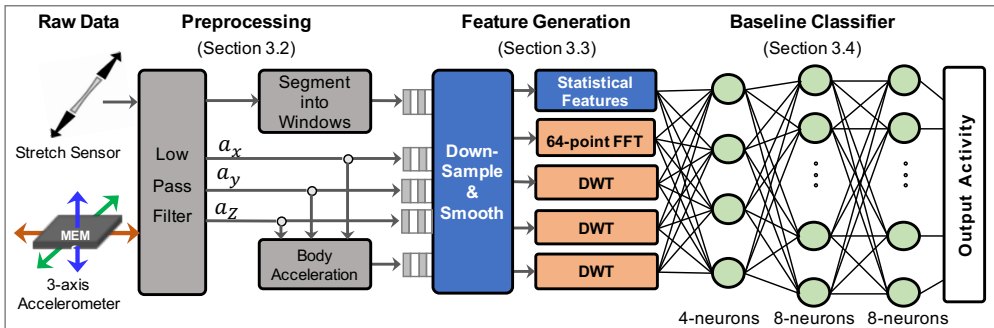 Raw Data
Preprocessing
(Section 3.2)
Feature Generation
(Section 3.3)
Baseline Classifier
(Section 3.4)
Stretch Sensor
MEM
3-axis
Accelerometer
Low
Pass
Filter
Segment
into
Windows
a_x
a_y
a_z
Body
Acceleration
Down-
Sample
&
Smooth
Statistical
Features
64-point FFT
DWT
DWT
DWT
4-neurons
8-neurons
8-neurons
Output Activity